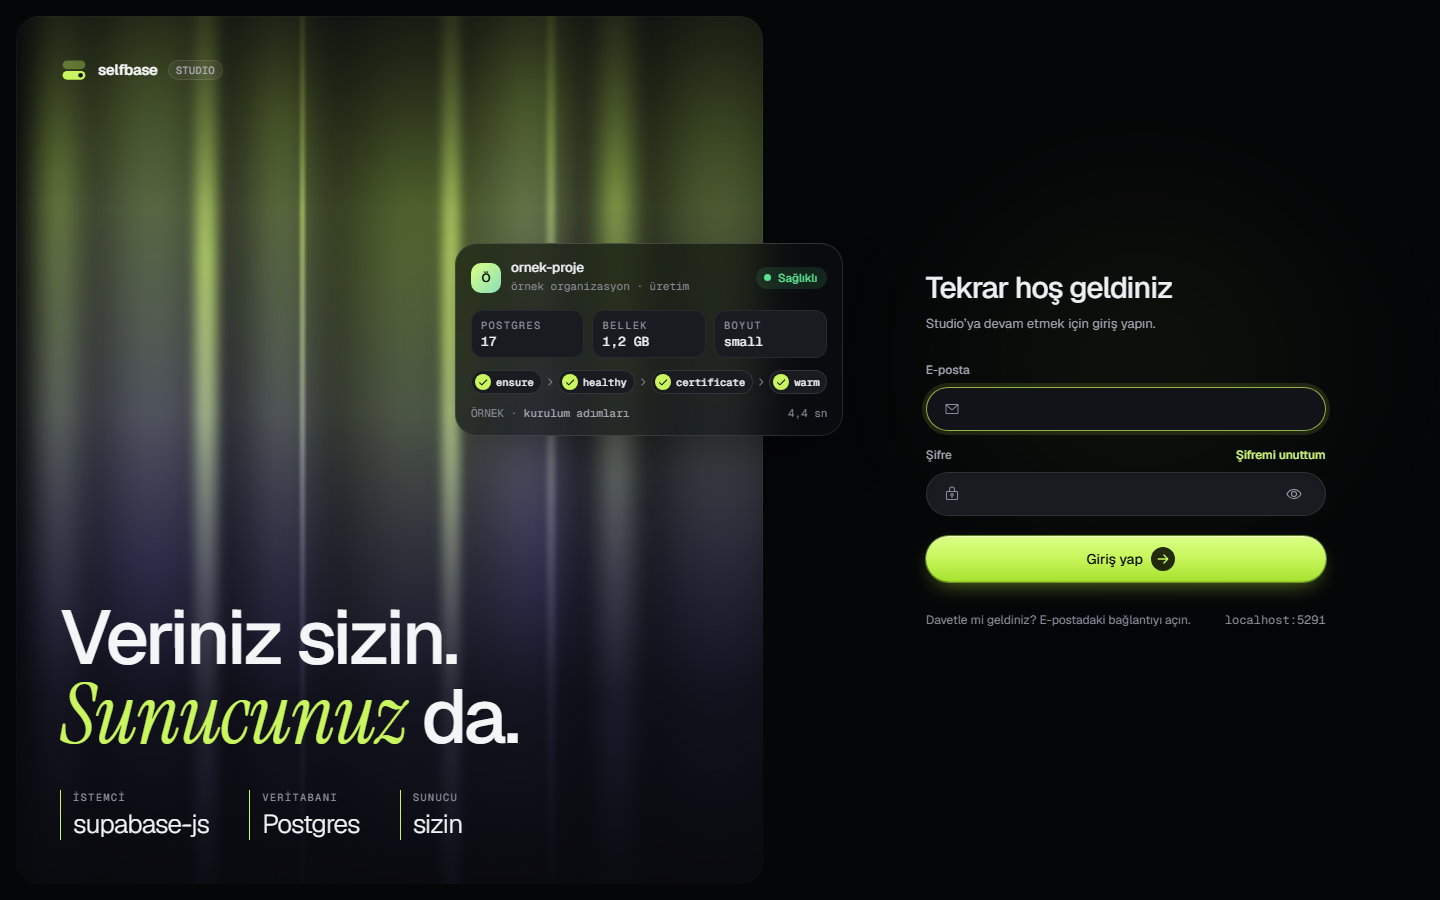 selfbase STUDIO
Ö ornek-proje
örnek organizasyon · üretim
Sağlıklı
POSTGRES
17
BELLEK
1,2 GB
BOYUT
small
ensure › healthy › certificate › warm
ÖRNEK · kurulum adımları 4,4 sn
Veriniz sizin.
Sunucunuz da.
İSTEMCİ
supabase-js
VERİTABANI
Postgres
SUNUCU
sizin
Tekrar hoş geldiniz
Studio’ya devam etmek için giriş yapın.
E-posta
Şifre Şifremi unuttum
Giriş yap
Davetle mi geldiniz? E-postadaki bağlantıyı açın. localhost:5291